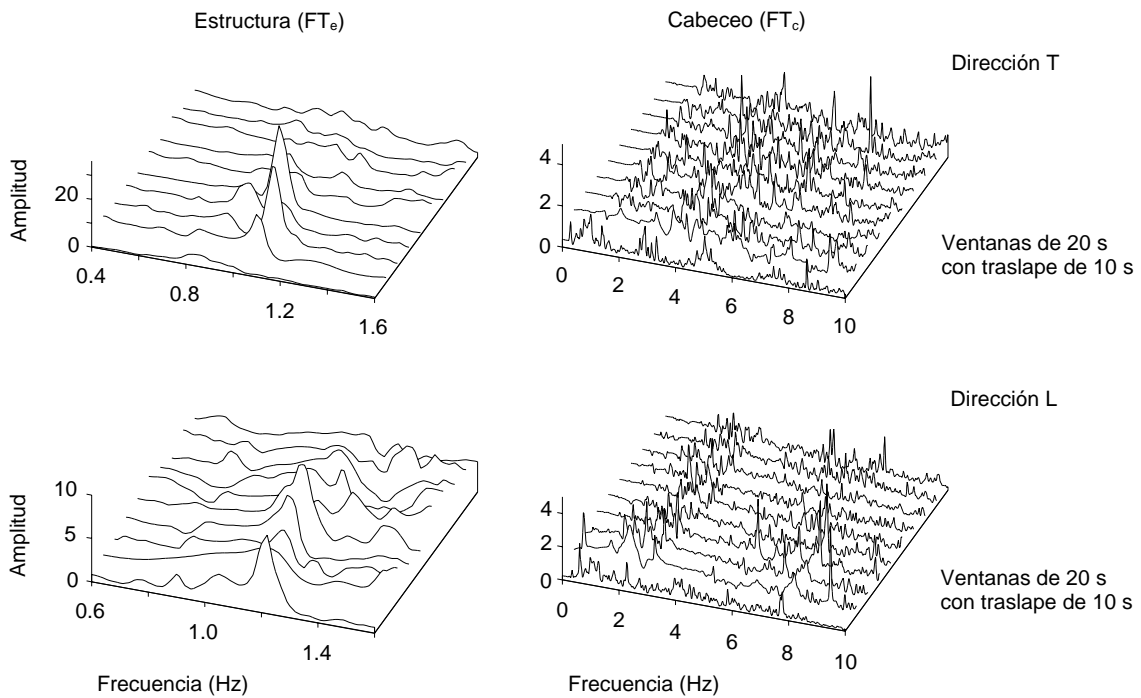 Estructura (FTe)
Cabeceo (FTc)
Dirección T
Amplitud
20
0
0.4
0.8
1.2
1.6
4
2
0
0
2
4
6
8
10
Ventanas de 20 s
con traslape de 10 s
Dirección L
Amplitud
10
5
0
0.6
1.0
1.4
Frecuencia (Hz)
4
2
0
0
2
4
6
8
10
Frecuencia (Hz)
Ventanas de 20 s
con traslape de 10 s